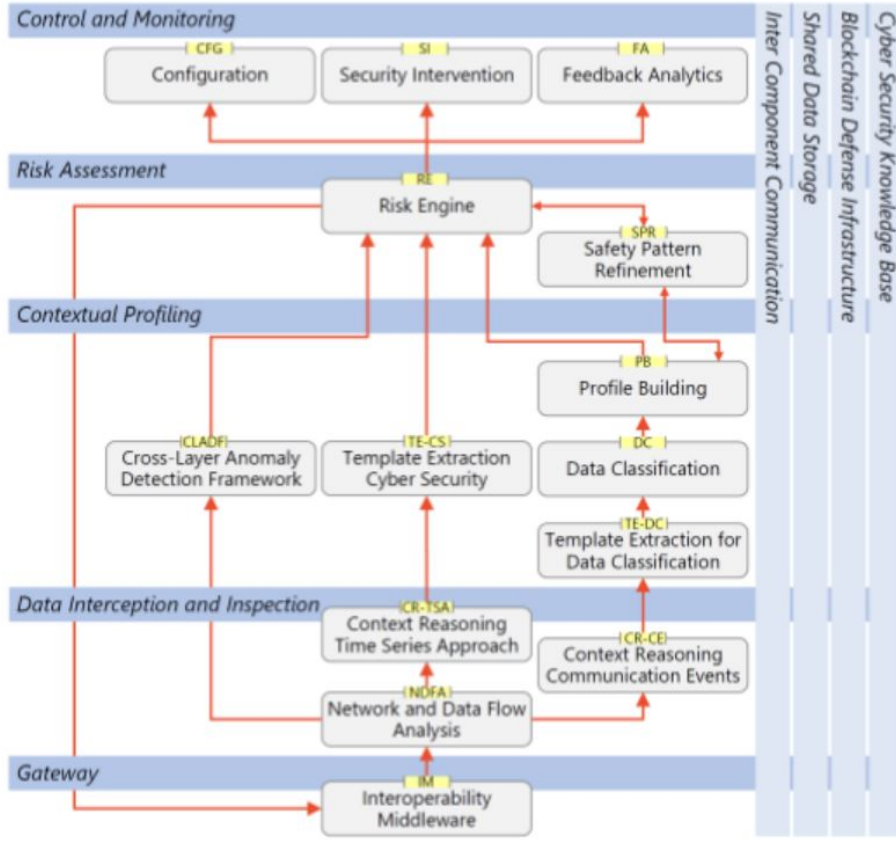 Control and Monitoring
CFG
Configuration
SI
Security Intervention
FA
Feedback Analytics
Risk Assessment
RE
Risk Engine
SPR
Safety Pattern
Refinement
Contextual Profiling
PB
Profile Building
CLADF
Cross-Layer Anomaly
Detection Framework
TE-CS
Template Extraction
Cyber Security
DC
Data Classification
TE-DC
Template Extraction for
Data Classification
Data Interception and Inspection
CR-TSA
Context Reasoning
Time Series Approach
CR-CE
Context Reasoning
Communication Events
NDFA
Network and Data Flow
Analysis
Gateway
IM
Interoperability
Middleware
Inter Component Communication
Shared Data Storage
Blockchain Defense Infrastructure
Cyber Security Knowledge Base